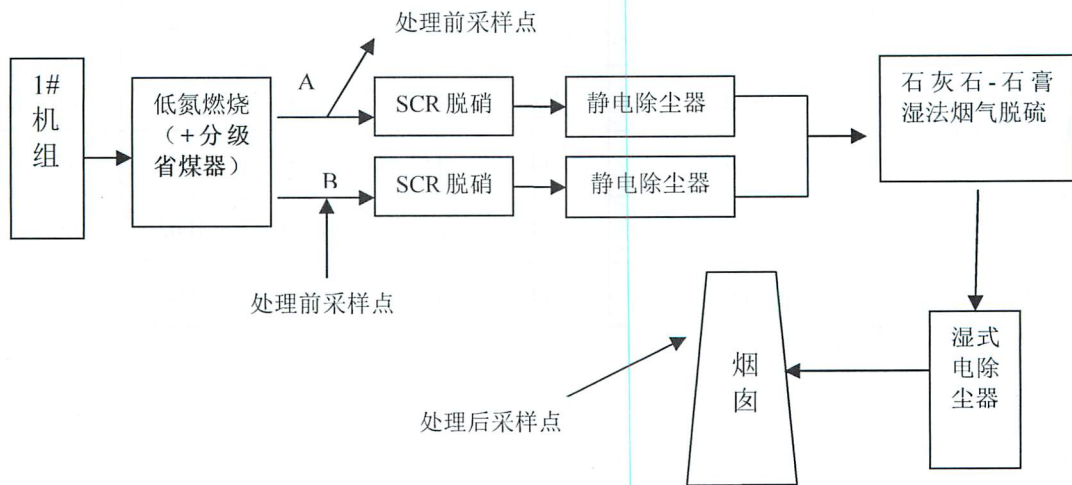 处理前采样点
1#
机
组
低氮燃烧
（+分级
省煤器）
A
SCR 脱硝
静电除尘器
石灰石-石膏
湿法烟气脱硫
B
SCR 脱硝
静电除尘器
处理前采样点
烟
囱
湿式
电除
尘器
处理后采样点